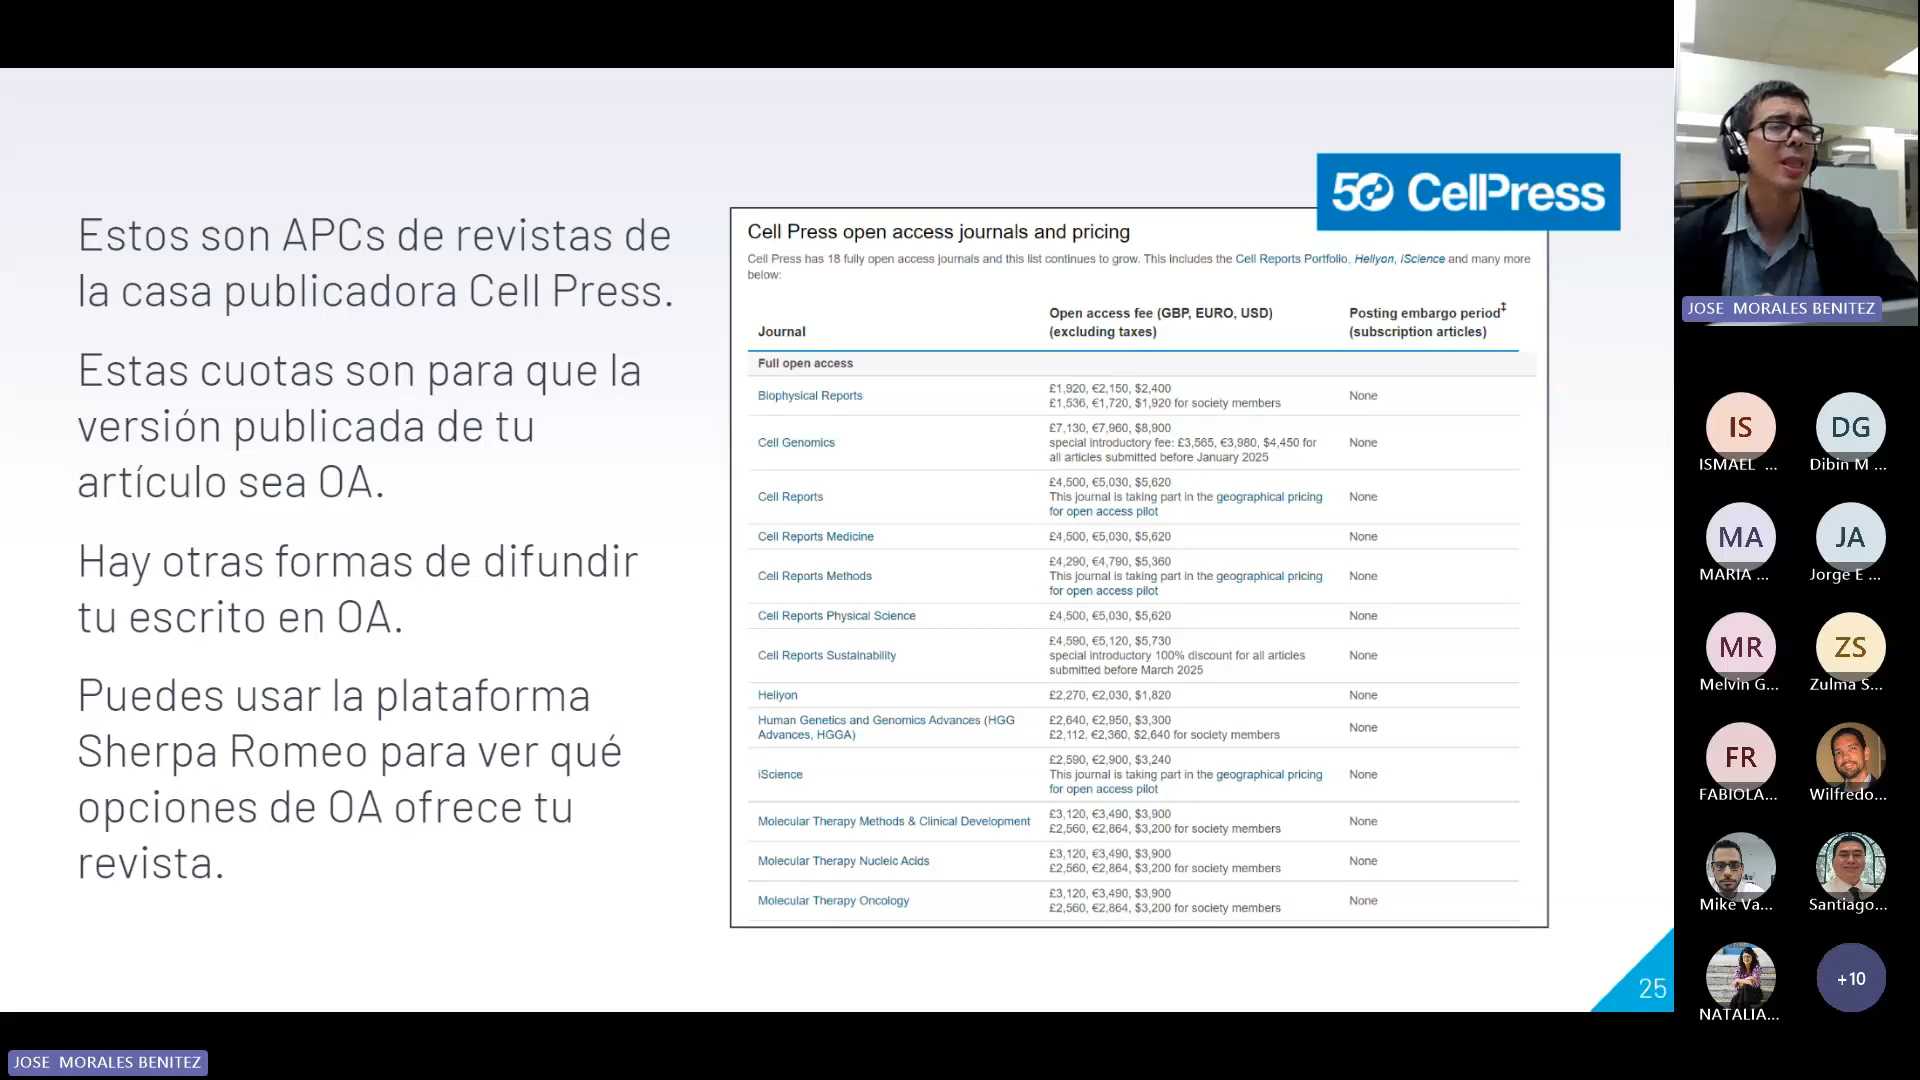 Estos son APCs de revistas de
la casa publicadora Cell Press.
Estas cuotas son para que la
versión publicada de tu
artículo sea OA.
Hay otras formas de difundir
tu escrito en OA.
Puedes usar la plataforma
Sherpa Romeo para ver qué
opciones de OA ofrece tu
revista.
50 CellPress
Cell Press open access journals and pricing
Cell Press has 18 fully open access journals and this list continues to grow. This includes the Cell Reports Portfolio, Heliyon, iScience and many more
below:
Journal
Open access fee (GBP, EURO, USD)
(excluding taxes)
Posting embargo period‡
(subscription articles)
Full open access
Biophysical Reports
£1,920, €2,150, $2,400
£1,536, €1,720, $1,920 for society members
None
Cell Genomics
£7,130, €7,960, $8,900
special introductory fee: £3,565, €3,980, $4,450 for
all articles submitted before January 2025
None
Cell Reports
£4,500, €5,030, $5,620
This journal is taking part in the geographical pricing
for open access pilot
None
Cell Reports Medicine
£4,500, €5,030, $5,620
None
Cell Reports Methods
£4,290, €4,790, $5,360
This journal is taking part in the geographical pricing
for open access pilot
None
Cell Reports Physical Science
£4,500, €5,030, $5,620
None
Cell Reports Sustainability
£4,590, €5,120, $5,730
special introductory 100% discount for all articles
submitted before March 2025
None
Heliyon
£2,270, €2,030, $1,820
None
Human Genetics and Genomics Advances (HGG
Advances, HGGA)
£2,640, €2,950, $3,300
£2,112, €2,360, $2,640 for society members
None
iScience
£2,590, €2,900, $3,240
This journal is taking part in the geographical pricing
for open access pilot
None
Molecular Therapy Methods & Clinical Development
£3,120, €3,490, $3,900
£2,560, €2,864, $3,200 for society members
None
Molecular Therapy Nucleic Acids
£3,120, €3,490, $3,900
£2,560, €2,864, $3,200 for society members
None
Molecular Therapy Oncology
£3,120, €3,490, $3,900
£2,560, €2,864, $3,200 for society members
None
25
JOSE MORALES BENITEZ
IS
ISMAEL ...
DG
Dibin M ...
MA
MARIA ...
JA
Jorge E ...
MR
Melvin G...
ZS
Zulma S...
FR
FABIOLA...
Wilfredo...
Mike Va...
Santiago...
NATALIA...
+10
JOSE MORALES BENITEZ